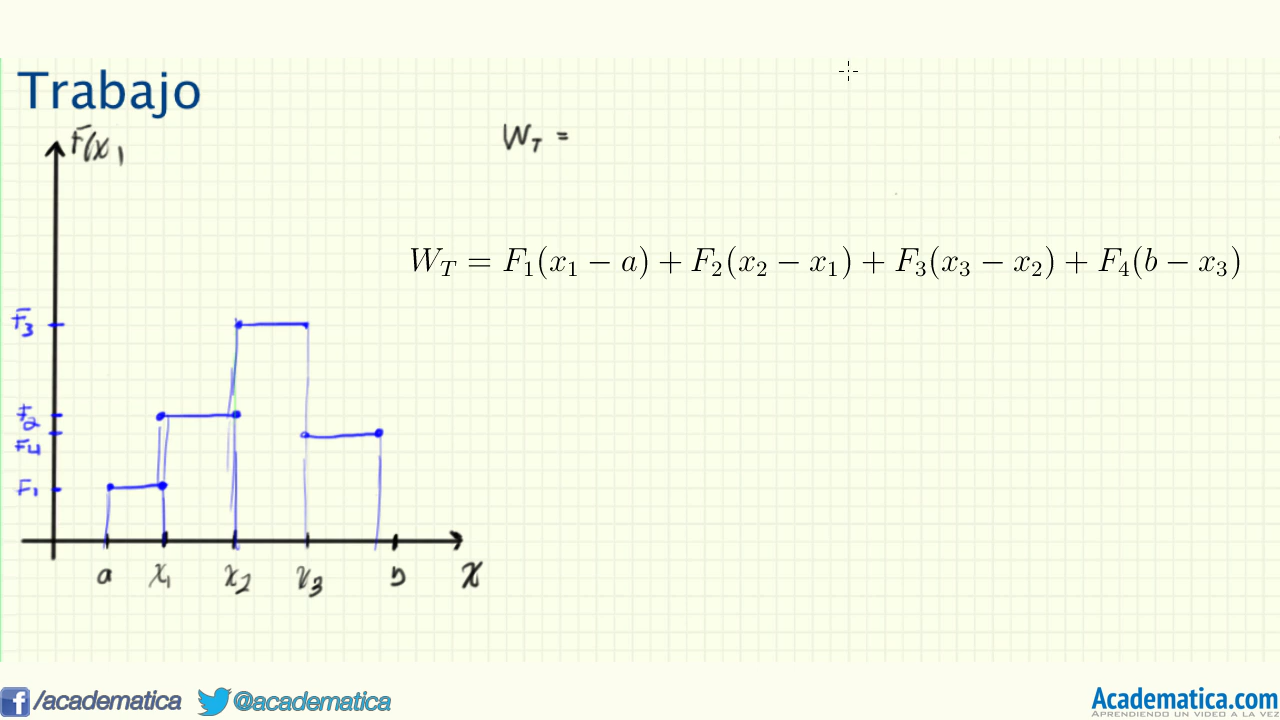 Trabajo
F(x)
W_T =
W_T = F_1(x_1 − a) + F_2(x_2 − x_1) + F_3(x_3 − x_2) + F_4(b − x_3)
F_3
F_2
F_1
a x_1 x_2 x_3 b x
/academatica @academatica
Academatica.com
APRENDIENDO UN VIDEO A LA VEZ